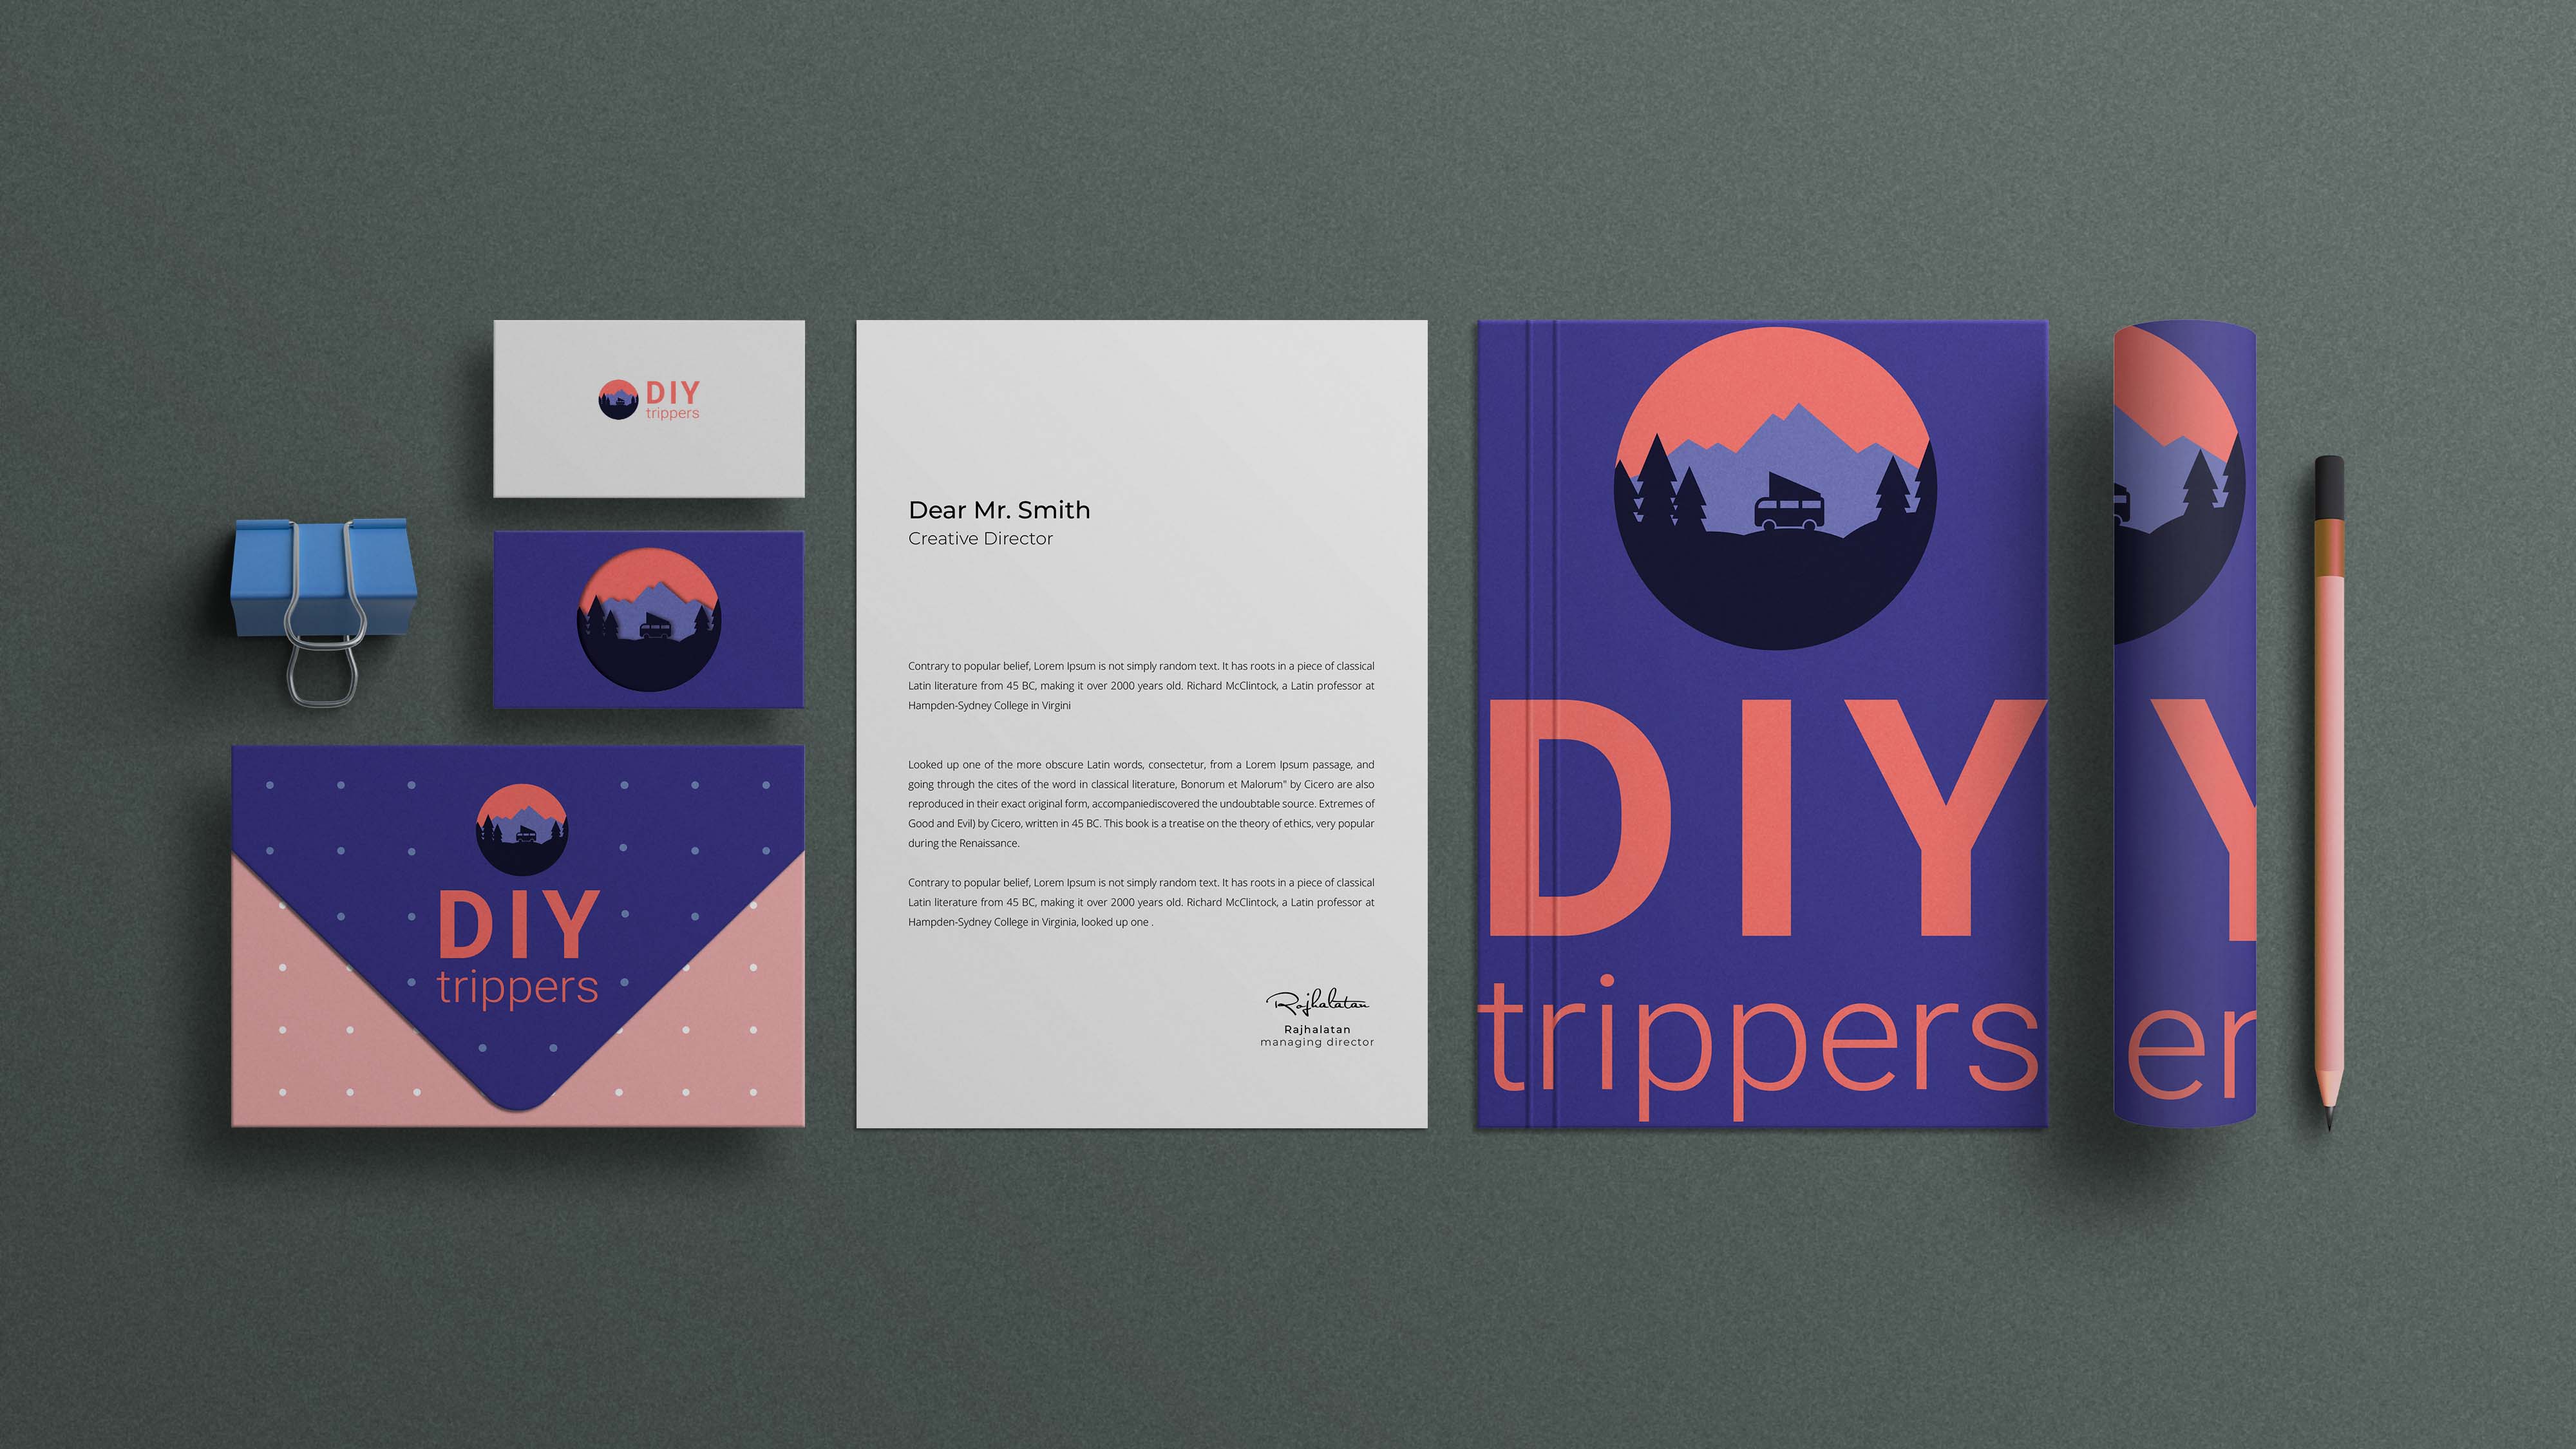 DIY
trippers
DIY
trippers
Dear Mr. Smith
Creative Director
Contrary to popular belief, Lorem Ipsum is not simply random text. It has roots in a piece of classical
Latin literature from 45 BC, making it over 2000 years old. Richard McClintock, a Latin professor at
Hampden-Sydney College in Virgini
Looked up one of the more obscure Latin words, consectetur, from a Lorem Ipsum passage, and
going through the cites of the word in classical literature, Bonorum et Malorum" by Cicero are also
reproduced in their exact original form, accompaniediscovered the undoubtable source. Extremes of
Good and Evil) by Cicero, written in 45 BC. This book is a treatise on the theory of ethics, very popular
during the Renaissance.
Contrary to popular belief, Lorem Ipsum is not simply random text. It has roots in a piece of classical
Latin literature from 45 BC, making it over 2000 years old. Richard McClintock, a Latin professor at
Hampden-Sydney College in Virginia, looked up one .
Rajhalatan
Rajhalatan
managing director
DIY
trippers
Y
er